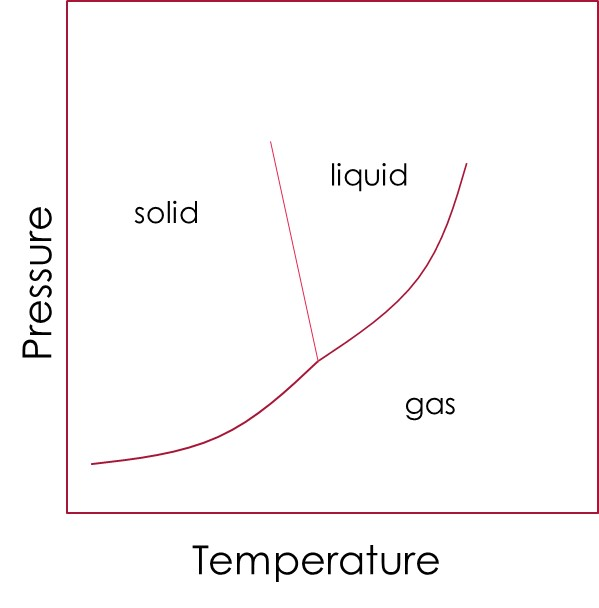 liquid
solid
Pressure
gas
Temperature